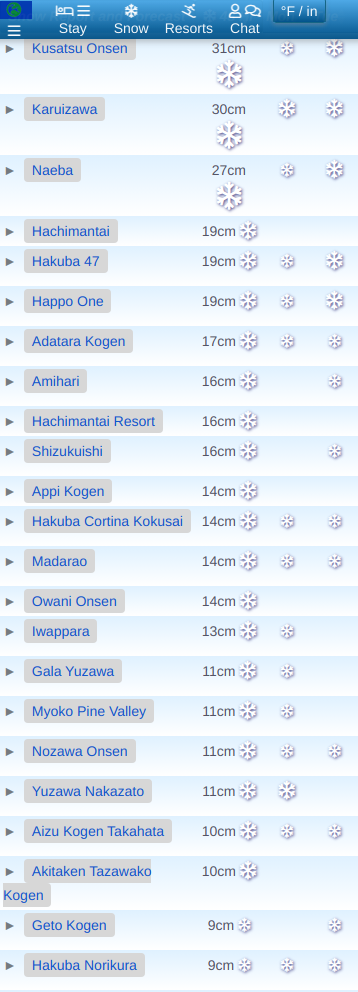 °F / in
Stay Snow Resorts Chat
Kusatsu Onsen 31cm
Karuizawa 30cm
Naeba 27cm
Hachimantai 19cm
Hakuba 47 19cm
Happo One 19cm
Adatara Kogen 17cm
Amihari 16cm
Hachimantai Resort 16cm
Shizukuishi 16cm
Appi Kogen 14cm
Hakuba Cortina Kokusai 14cm
Madarao 14cm
Owani Onsen 14cm
Iwappara 13cm
Gala Yuzawa 11cm
Myoko Pine Valley 11cm
Nozawa Onsen 11cm
Yuzawa Nakazato 11cm
Aizu Kogen Takahata 10cm
Akitaken Tazawako 10cm
Kogen
Geto Kogen 9cm
Hakuba Norikura 9cm